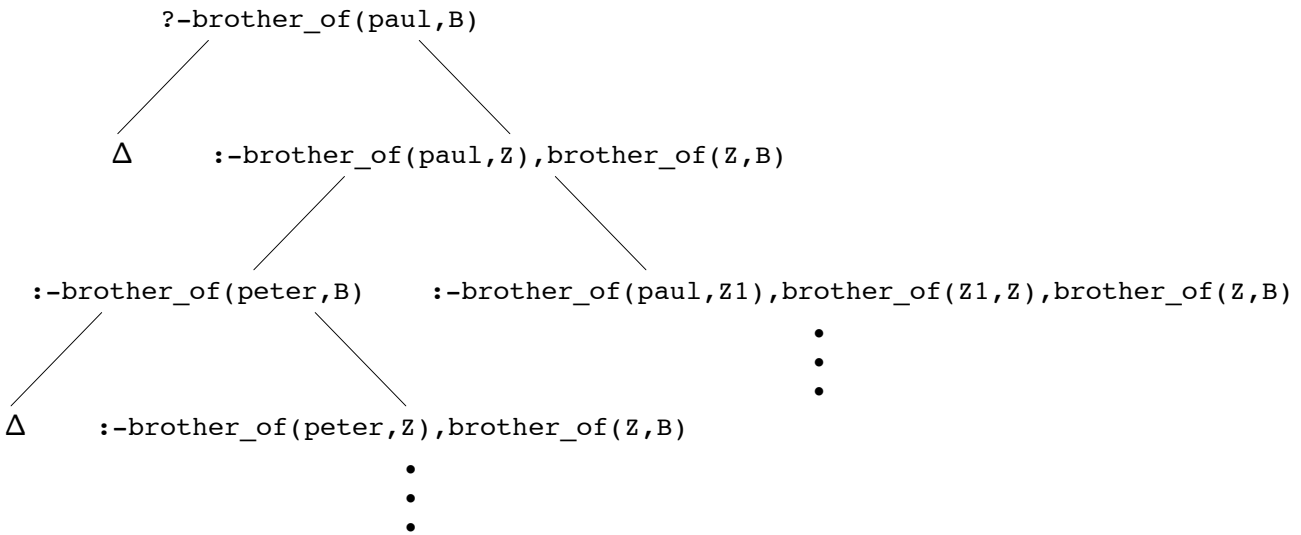 ?-brother_of(paul,B)
∆ :-brother_of(paul,Z),brother_of(Z,B)
:-brother_of(peter,B) :-brother_of(paul,Z1),brother_of(Z1,Z),brother_of(Z,B)
∆ :-brother_of(peter,Z),brother_of(Z,B)